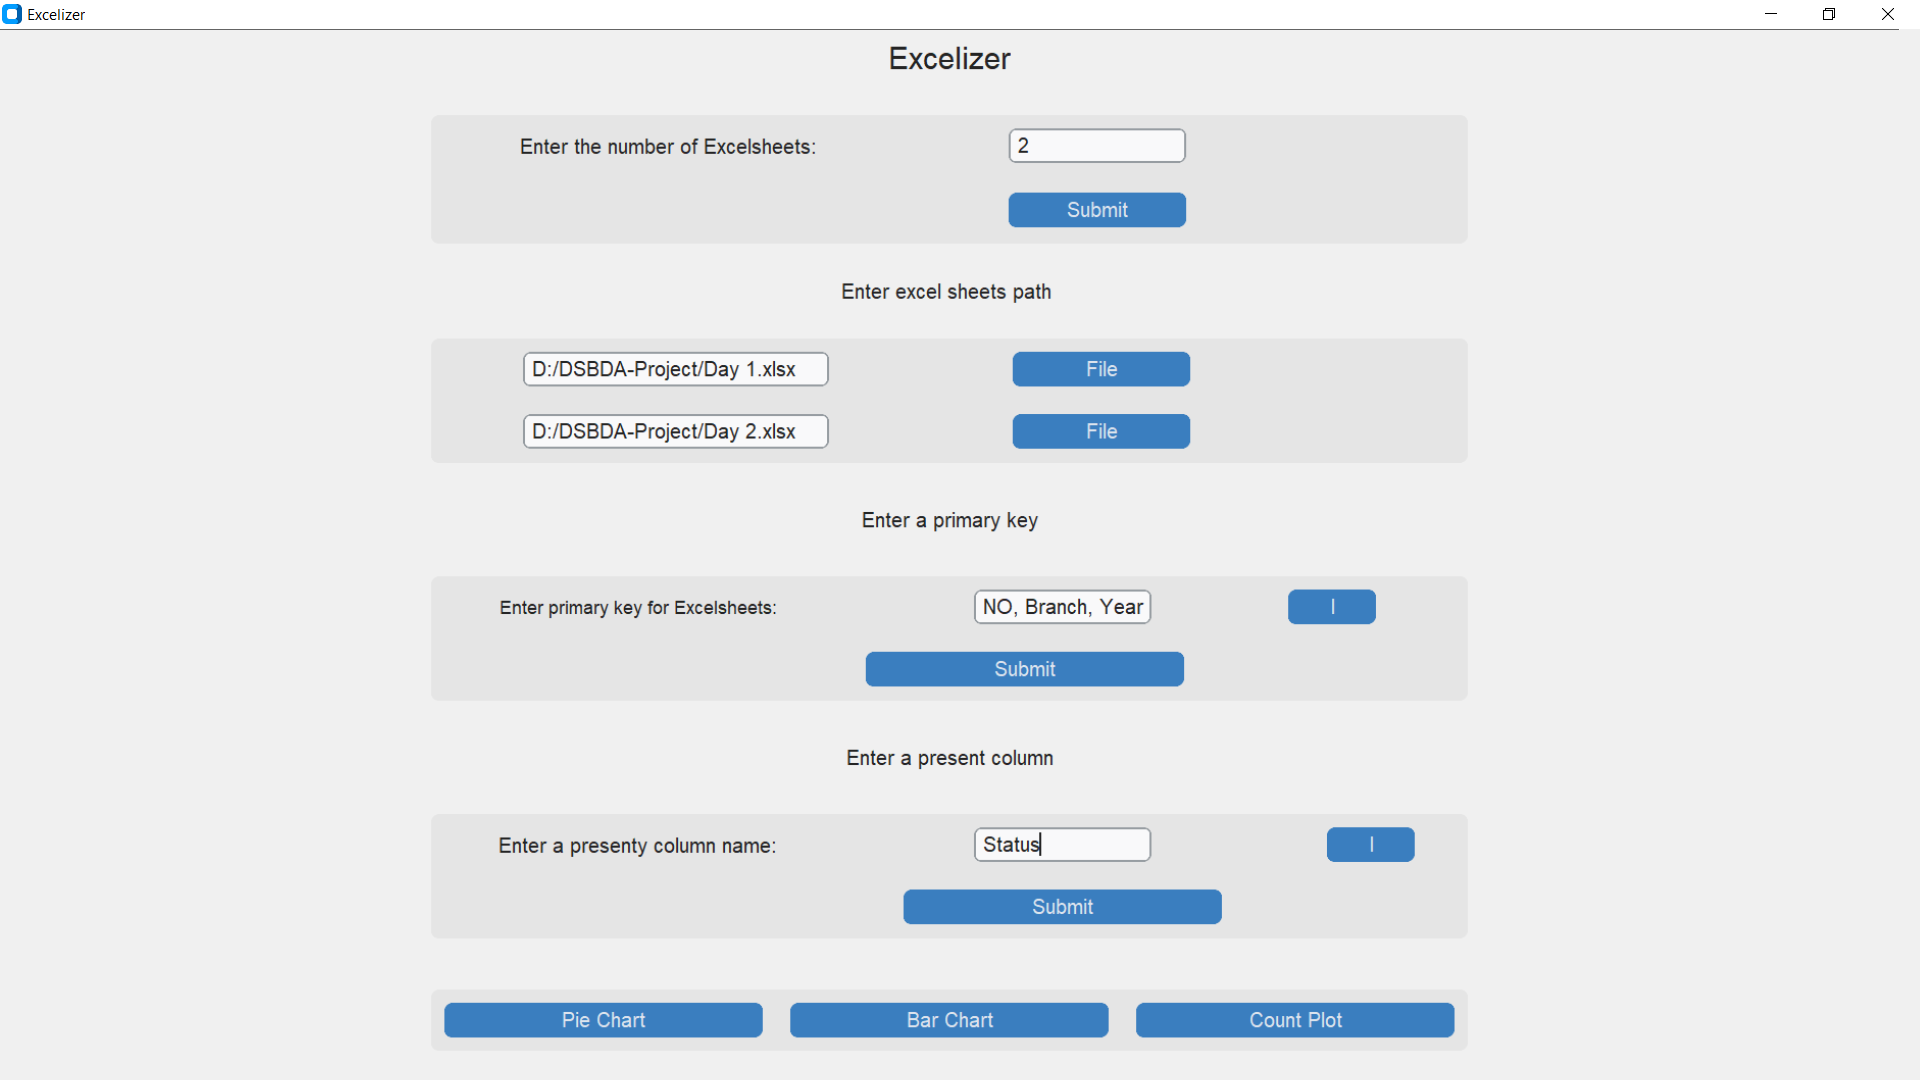 Excelizer
Excelizer
Enter the number of Excelsheets: 2
Submit
Enter excel sheets path
D:/DSBDA-Project/Day 1.xlsx File
D:/DSBDA-Project/Day 2.xlsx File
Enter a primary key
Enter primary key for Excelsheets: NO, Branch, Year I
Submit
Enter a present column
Enter a presenty column name: Status I
Submit
Pie Chart Bar Chart Count Plot